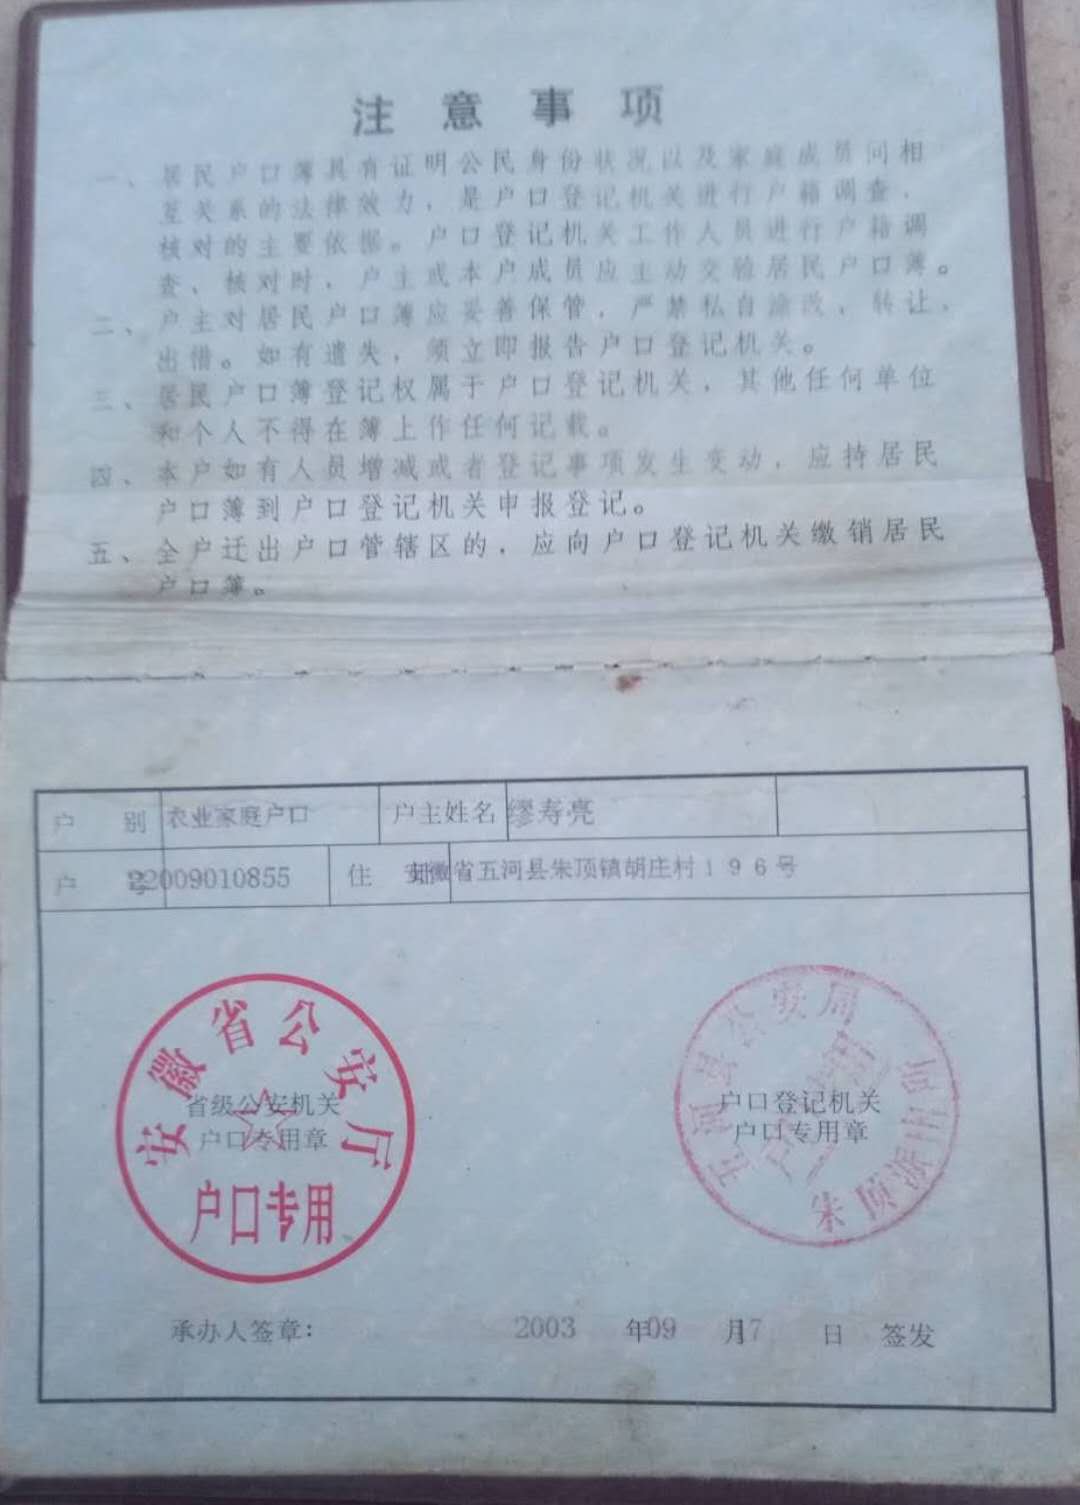 注意事项
一、居民户口簿具有证明公民身份状况以及家庭成员间相
互关系的法律效力，是户口登记机关进行户籍调查、
核对的主要依据。户口登记机关工作人员进行户籍调
查、核对时，户主或本户成员应主动交验居民户口簿。
二、户主对居民户口簿应妥善保管，严禁私自涂改、转让、
出借。如有遗失，须立即报告户口登记机关。
三、居民户口簿登记权属于户口登记机关，其他任何单位
和个人不得在簿上作任何记载。
四、本户如有人员增减或者登记事项发生变动，应持居民
户口簿到户口登记机关申报登记。
五、全户迁出户口管辖区的，应向户口登记机关缴销居民
户口簿。
户 别 农业家庭户口 户主姓名 缪寿亮
户 号 22009010855 住 址 安徽省五河县朱顶镇胡庄村196号
安徽省公安厅
省级公安机关
户口专用章
户口专用
五河县公安局
户口登记机关
户口专用章
朱顶派出所
承办人签章： 2003 年 09 月 17 日 签发